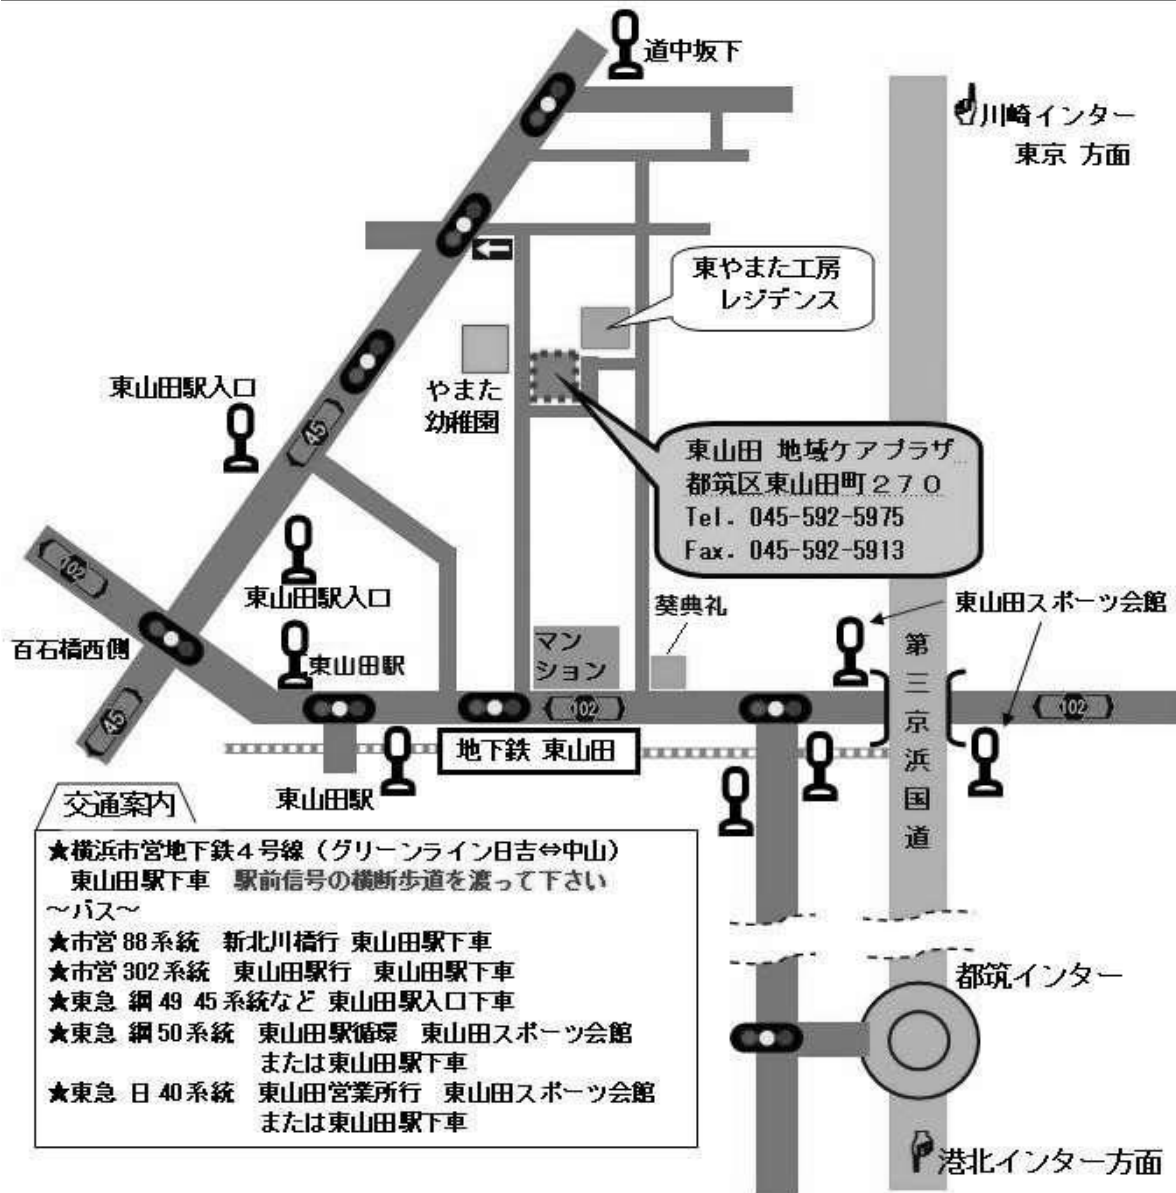 道中坂下
川崎インター
東京 方面
東やまた工房
レジデンス
東山田駅入口
やまた
幼稚園
45
東山田 地域ケアプラザ
都筑区東山田町270
Tel. 045-592-5975
Fax. 045-592-5913
102
東山田駅入口
葵典礼
東山田スポーツ会館
百石橋西側
東山田駅
マン
ション
第三京浜国道
45
102
102
地下鉄 東山田
東山田駅
交通案内
★横浜市営地下鉄4号線（グリーンライン日吉⇔中山）
東山田駅下車 駅前信号の横断歩道を渡って下さい
～バス～
★市営88系統 新北川橋行 東山田駅下車
★市営302系統 東山田駅行 東山田駅下車
★東急 綱49 45系統など 東山田駅入口下車
★東急 綱50系統 東山田駅循環 東山田スポーツ会館
または東山田駅下車
★東急 日40系統 東山田営業所行 東山田スポーツ会館
または東山田駅下車
都筑インター
港北インター方面